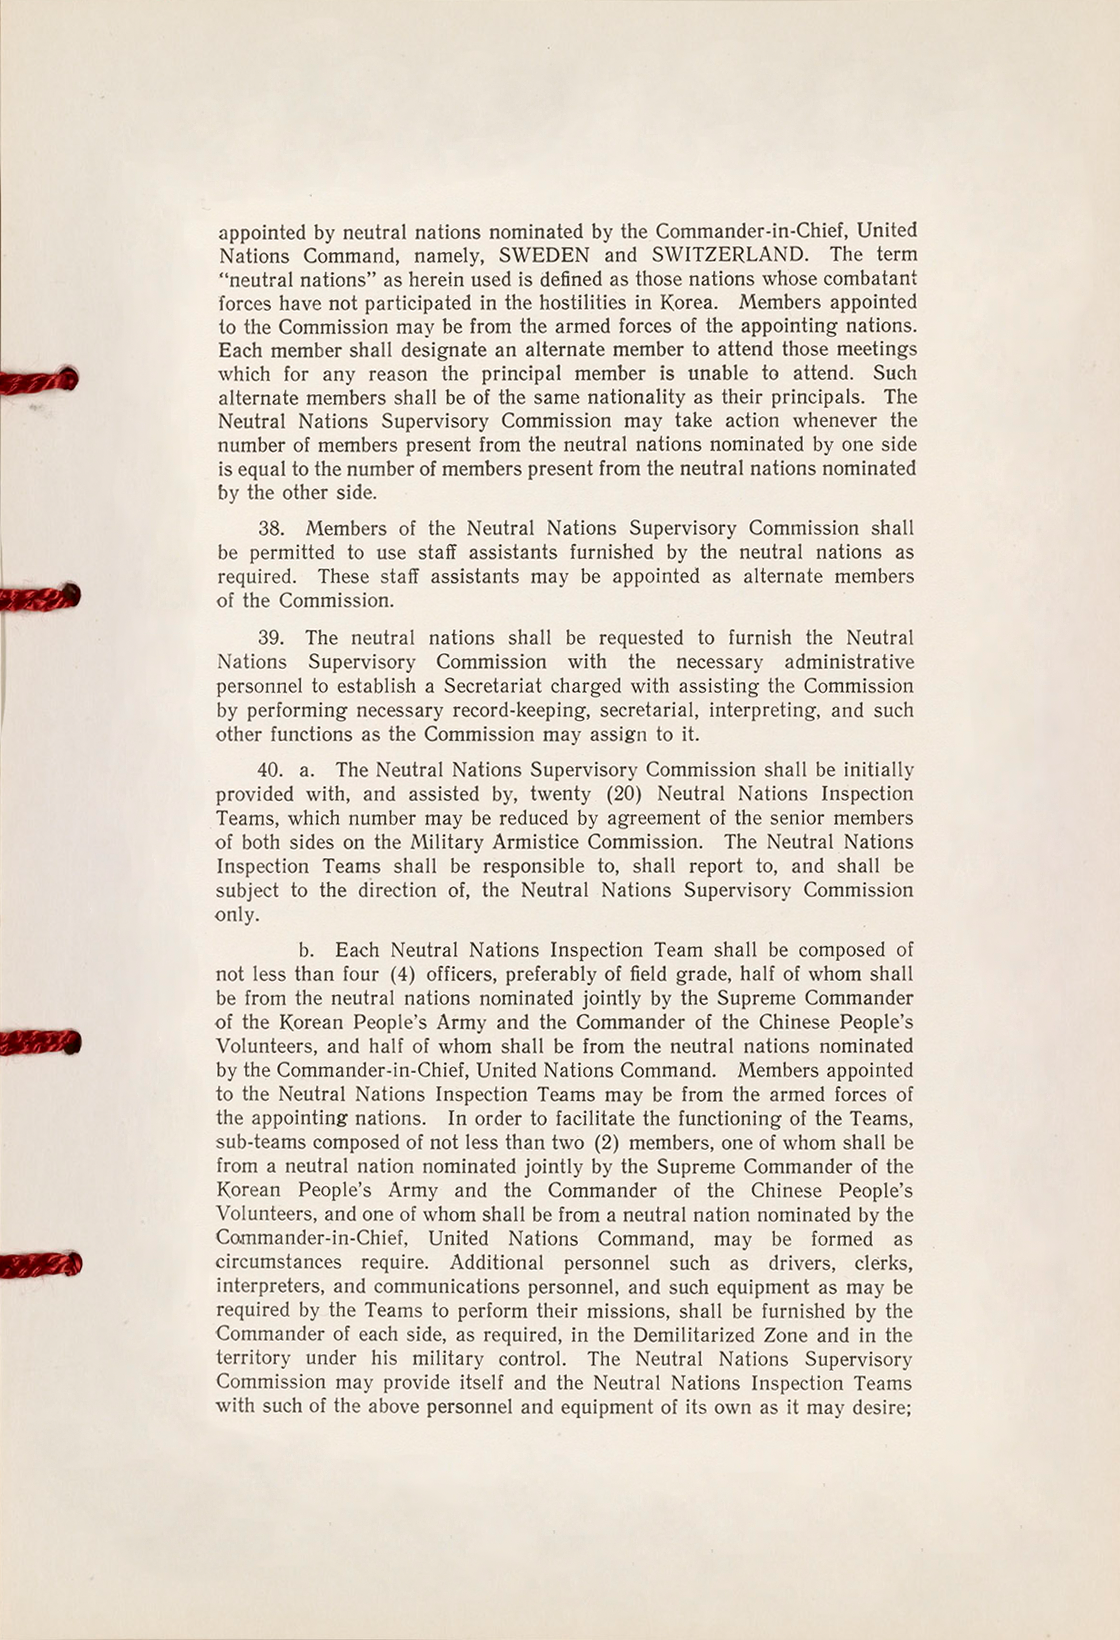 appointed by neutral nations nominated by the Commander-in-Chief, United
Nations Command, namely, SWEDEN and SWITZERLAND. The term
“neutral nations” as herein used is defined as those nations whose combatant
forces have not participated in the hostilities in Korea. Members appointed
to the Commission may be from the armed forces of the appointing nations.
Each member shall designate an alternate member to attend those meetings
which for any reason the principal member is unable to attend. Such
alternate members shall be of the same nationality as their principals. The
Neutral Nations Supervisory Commission may take action whenever the
number of members present from the neutral nations nominated by one side
is equal to the number of members present from the neutral nations nominated
by the other side.
38. Members of the Neutral Nations Supervisory Commission shall
be permitted to use staff assistants furnished by the neutral nations as
required. These staff assistants may be appointed as alternate members
of the Commission.
39. The neutral nations shall be requested to furnish the Neutral
Nations Supervisory Commission with the necessary administrative
personnel to establish a Secretariat charged with assisting the Commission
by performing necessary record-keeping, secretarial, interpreting, and such
other functions as the Commission may assign to it.
40. a. The Neutral Nations Supervisory Commission shall be initially
provided with, and assisted by, twenty (20) Neutral Nations Inspection
Teams, which number may be reduced by agreement of the senior members
of both sides on the Military Armistice Commission. The Neutral Nations
Inspection Teams shall be responsible to, shall report to, and shall be
subject to the direction of, the Neutral Nations Supervisory Commission
only.
b. Each Neutral Nations Inspection Team shall be composed of
not less than four (4) officers, preferably of field grade, half of whom shall
be from the neutral nations nominated jointly by the Supreme Commander
of the Korean People’s Army and the Commander of the Chinese People’s
Volunteers, and half of whom shall be from the neutral nations nominated
by the Commander-in-Chief, United Nations Command. Members appointed
to the Neutral Nations Inspection Teams may be from the armed forces of
the appointing nations. In order to facilitate the functioning of the Teams,
sub-teams composed of not less than two (2) members, one of whom shall be
from a neutral nation nominated jointly by the Supreme Commander of the
Korean People’s Army and the Commander of the Chinese People’s
Volunteers, and one of whom shall be from a neutral nation nominated by the
Commander-in-Chief, United Nations Command, may be formed as
circumstances require. Additional personnel such as drivers, clerks,
interpreters, and communications personnel, and such equipment as may be
required by the Teams to perform their missions, shall be furnished by the
Commander of each side, as required, in the Demilitarized Zone and in the
territory under his military control. The Neutral Nations Supervisory
Commission may provide itself and the Neutral Nations Inspection Teams
with such of the above personnel and equipment of its own as it may desire;